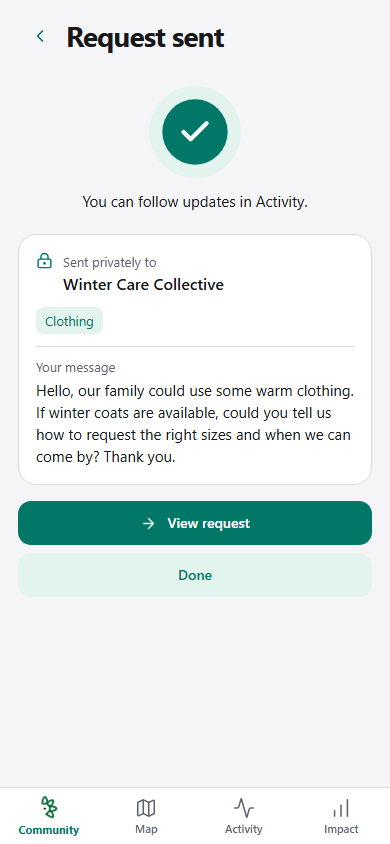 Request sent
You can follow updates in Activity.
Sent privately to
Winter Care Collective
Clothing
Your message
Hello, our family could use some warm clothing.
If winter coats are available, could you tell us
how to request the right sizes and when we can
come by? Thank you.
View request
Done
Community
Map
Activity
Impact